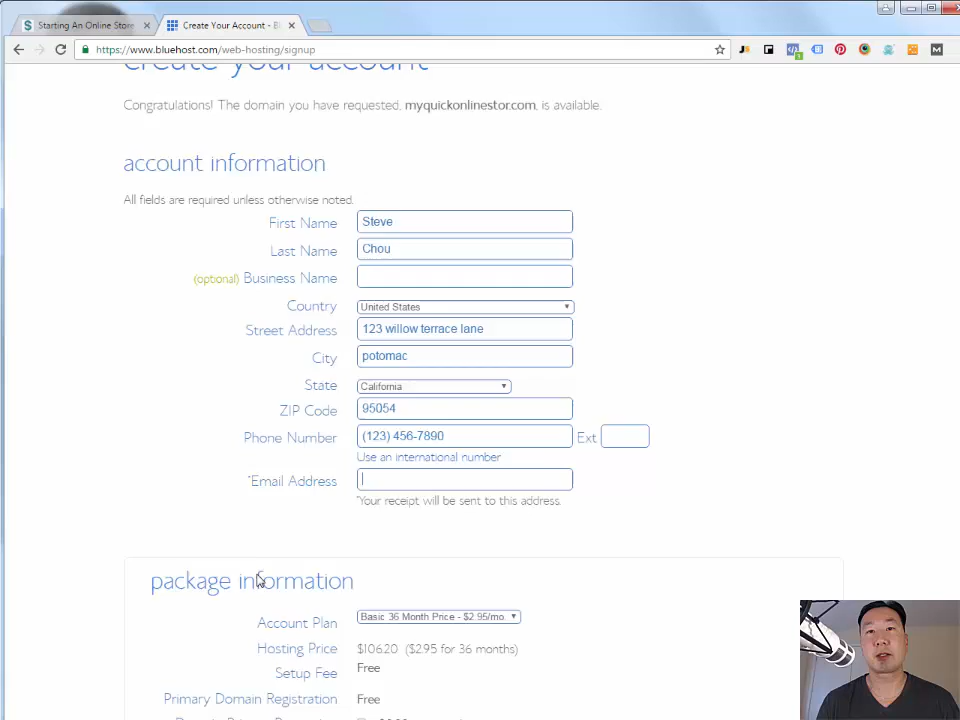 Starting An Online Store
Create Your Account - Bl
https://www.bluehost.com/web-hosting/signup
create your account
Congratulations! The domain you have requested, myquickonlinestor.com, is available.
account information
All fields are required unless otherwise noted.
First Name Steve
Last Name Chou
(optional) Business Name
Country United States
Street Address 123 willow terrace lane
City potomac
State California
ZIP Code 95054
Phone Number (123) 456-7890 Ext
Use an international number
*Email Address
*Your receipt will be sent to this address.
package information
Account Plan Basic 36 Month Price - $2.95/mo.
Hosting Price $106.20 ($2.95 for 36 months)
Setup Fee Free
Primary Domain Registration Free